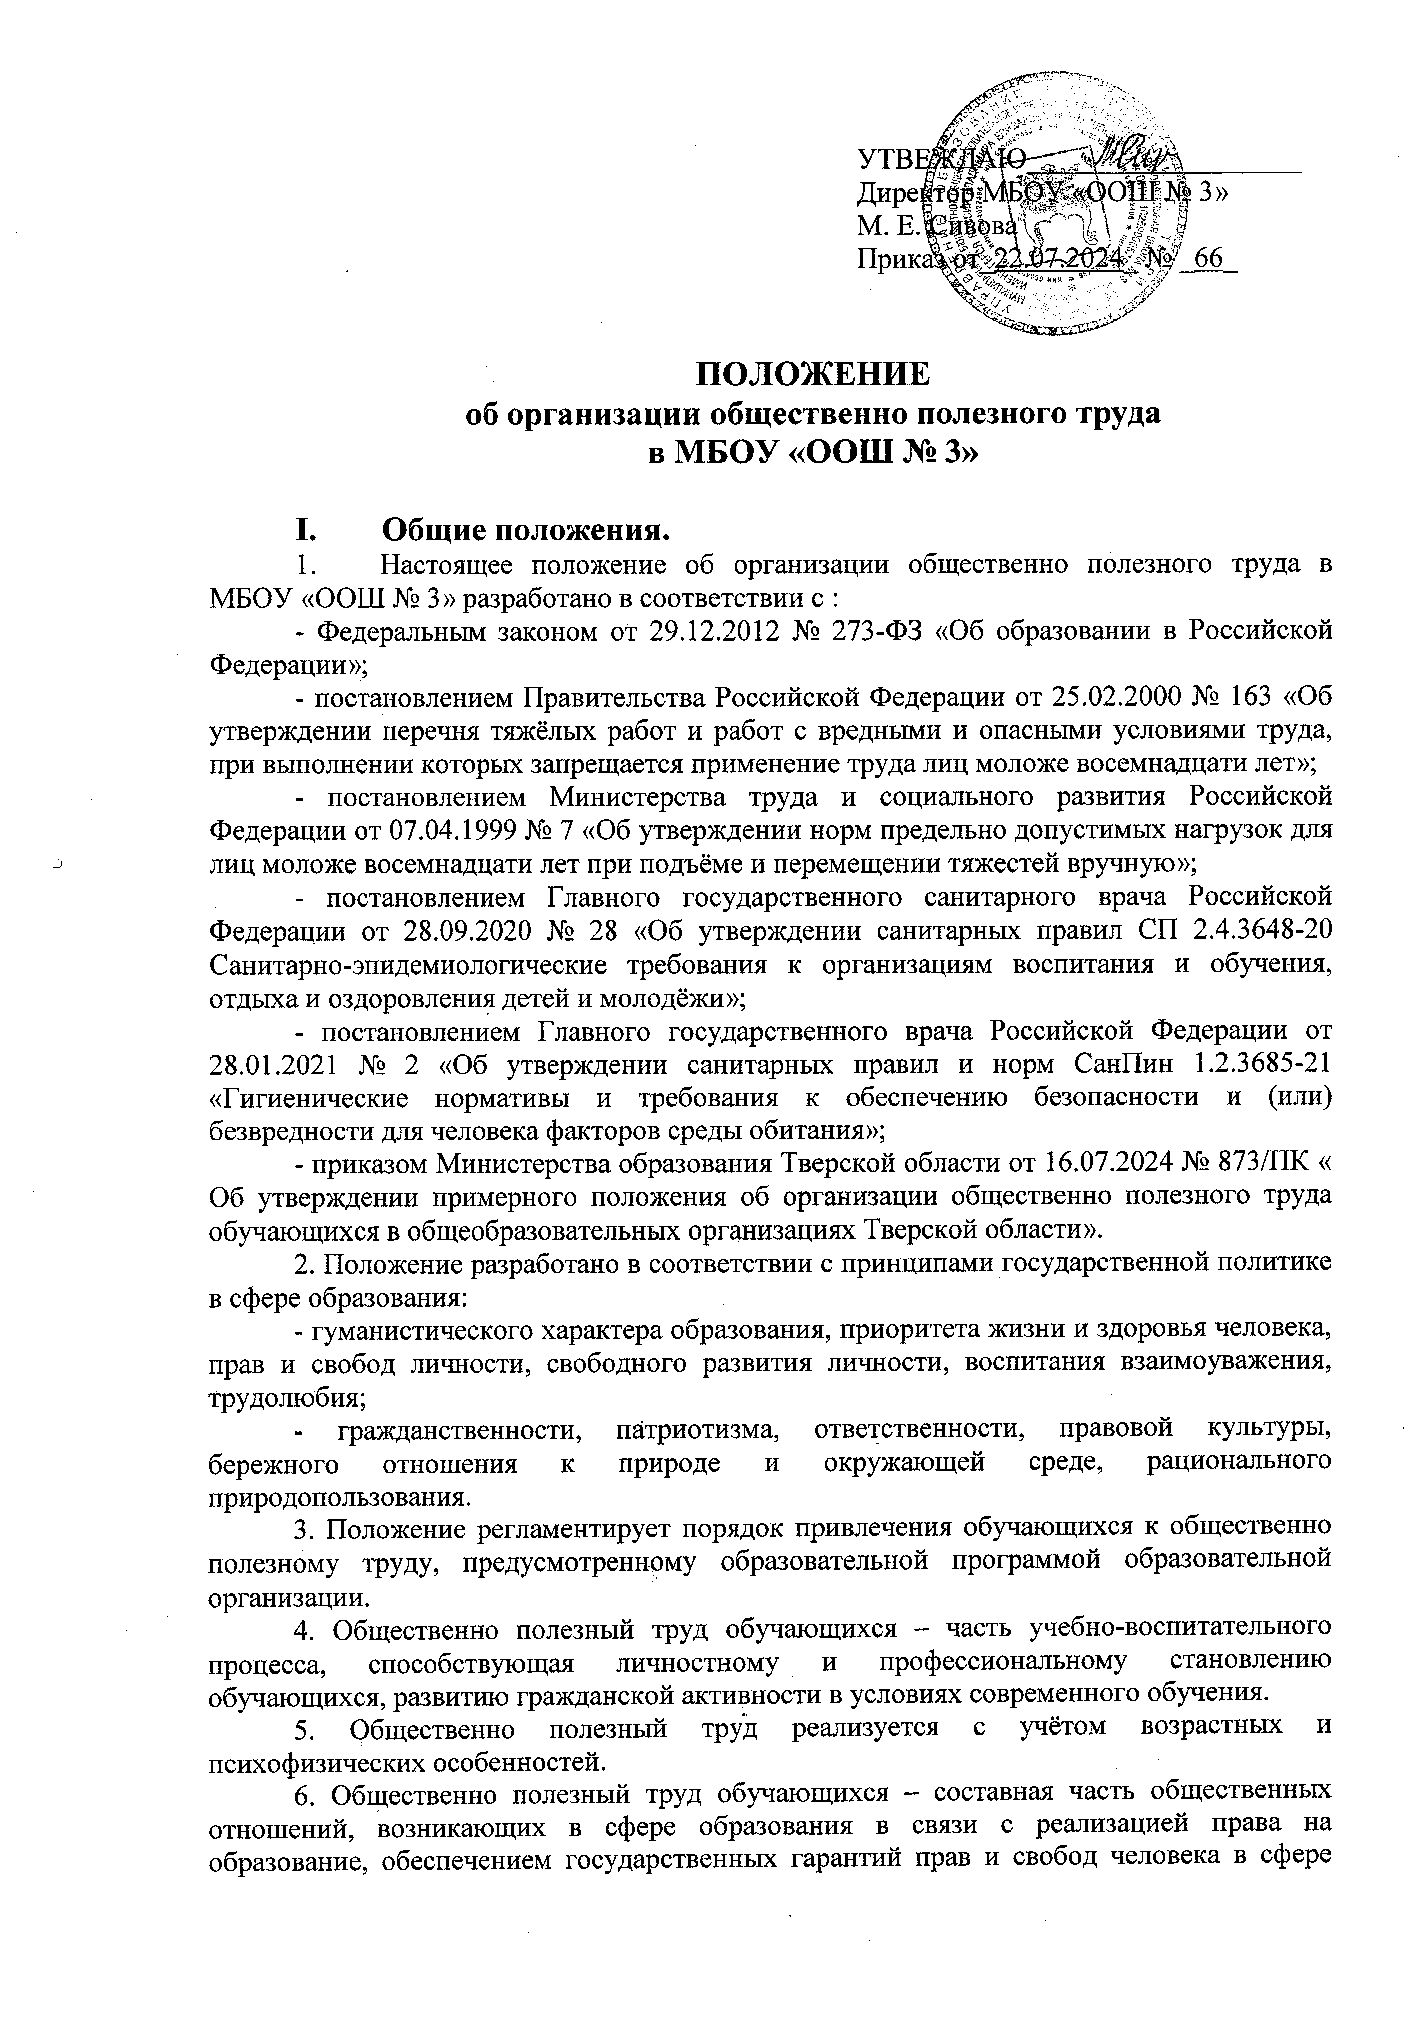 УТВЕЖДАЮ
Директор МБОУ «ООШ № 3»
М. Е. Сивова
Приказ от 22.07.2024 № 66
ПОЛОЖЕНИЕ
об организации общественно полезного труда
в МБОУ «ООШ № 3»
I. Общие положения.
1. Настоящее положение об организации общественно полезного труда в
МБОУ «ООШ № 3» разработано в соответствии с :
- Федеральным законом от 29.12.2012 № 273-ФЗ «Об образовании в Российской
Федерации»;
- постановлением Правительства Российской Федерации от 25.02.2000 № 163 «Об
утверждении перечня тяжёлых работ и работ с вредными и опасными условиями труда,
при выполнении которых запрещается применение труда лиц моложе восемнадцати лет»;
- постановлением Министерства труда и социального развития Российской
Федерации от 07.04.1999 № 7 «Об утверждении норм предельно допустимых нагрузок для
лиц моложе восемнадцати лет при подъёме и перемещении тяжестей вручную»;
- постановлением Главного государственного санитарного врача Российской
Федерации от 28.09.2020 № 28 «Об утверждении санитарных правил СП 2.4.3648-20
Санитарно-эпидемиологические требования к организациям воспитания и обучения,
отдыха и оздоровления детей и молодёжи»;
- постановлением Главного государственного врача Российской Федерации от
28.01.2021 № 2 «Об утверждении санитарных правил и норм СанПин 1.2.3685-21
«Гигиенические нормативы и требования к обеспечению безопасности и (или)
безвредности для человека факторов среды обитания»;
- приказом Министерства образования Тверской области от 16.07.2024 № 873/ПК «
Об утверждении примерного положения об организации общественно полезного труда
обучающихся в общеобразовательных организациях Тверской области».
2. Положение разработано в соответствии с принципами государственной политике
в сфере образования:
- гуманистического характера образования, приоритета жизни и здоровья человека,
прав и свобод личности, свободного развития личности, воспитания взаимоуважения,
трудолюбия;
- гражданственности, патриотизма, ответственности, правовой культуры,
бережного отношения к природе и окружающей среде, рационального
природопользования.
3. Положение регламентирует порядок привлечения обучающихся к общественно
полезному труду, предусмотренному образовательной программой образовательной
организации.
4. Общественно полезный труд обучающихся – часть учебно-воспитательного
процесса, способствующая личностному и профессиональному становлению
обучающихся, развитию гражданской активности в условиях современного обучения.
5. Общественно полезный труд реализуется с учётом возрастных и
психофизических особенностей.
6. Общественно полезный труд обучающихся – составная часть общественных
отношений, возникающих в сфере образования в связи с реализацией права на
образование, обеспечением государственных гарантий прав и свобод человека в сфере